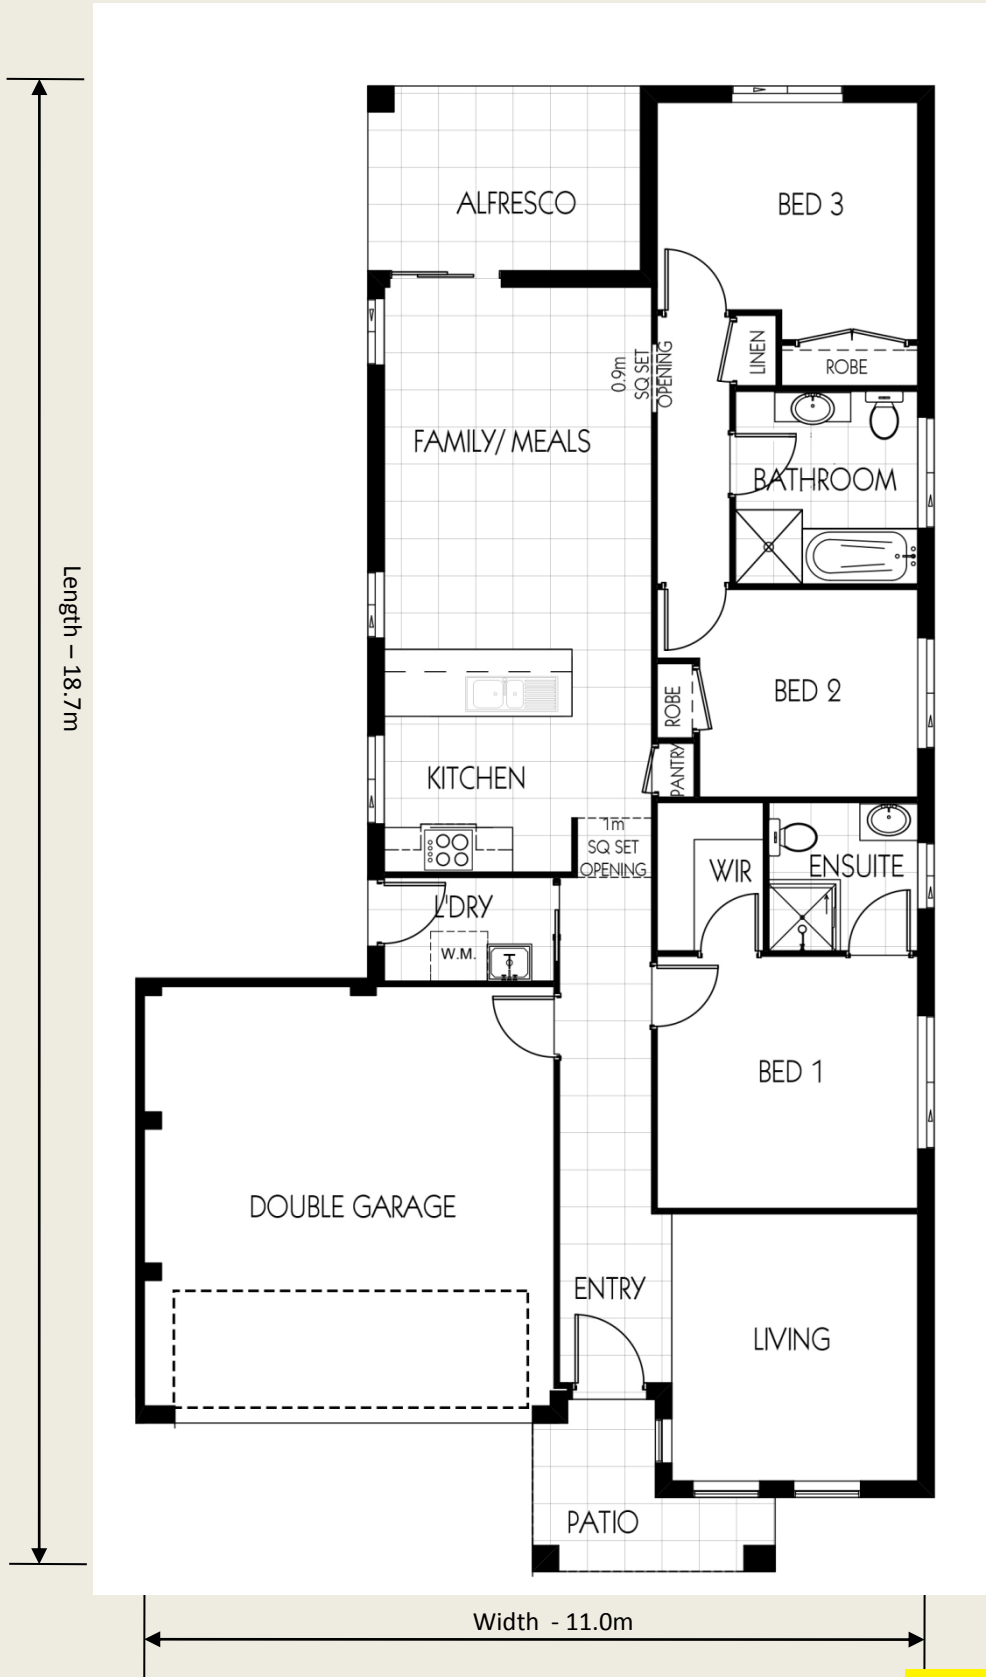 ALFRESCO
BED 3
LINEN
ROBE
0.9m
SQ SET
OPENING
FAMILY/ MEALS
BATHROOM
Length – 18.7m
ROBE
BED 2
PANTRY
KITCHEN
1m
SQ SET
OPENING
WIR
ENSUITE
L'DRY
W.M.
BED 1
DOUBLE GARAGE
ENTRY
LIVING
PATIO
Width - 11.0m